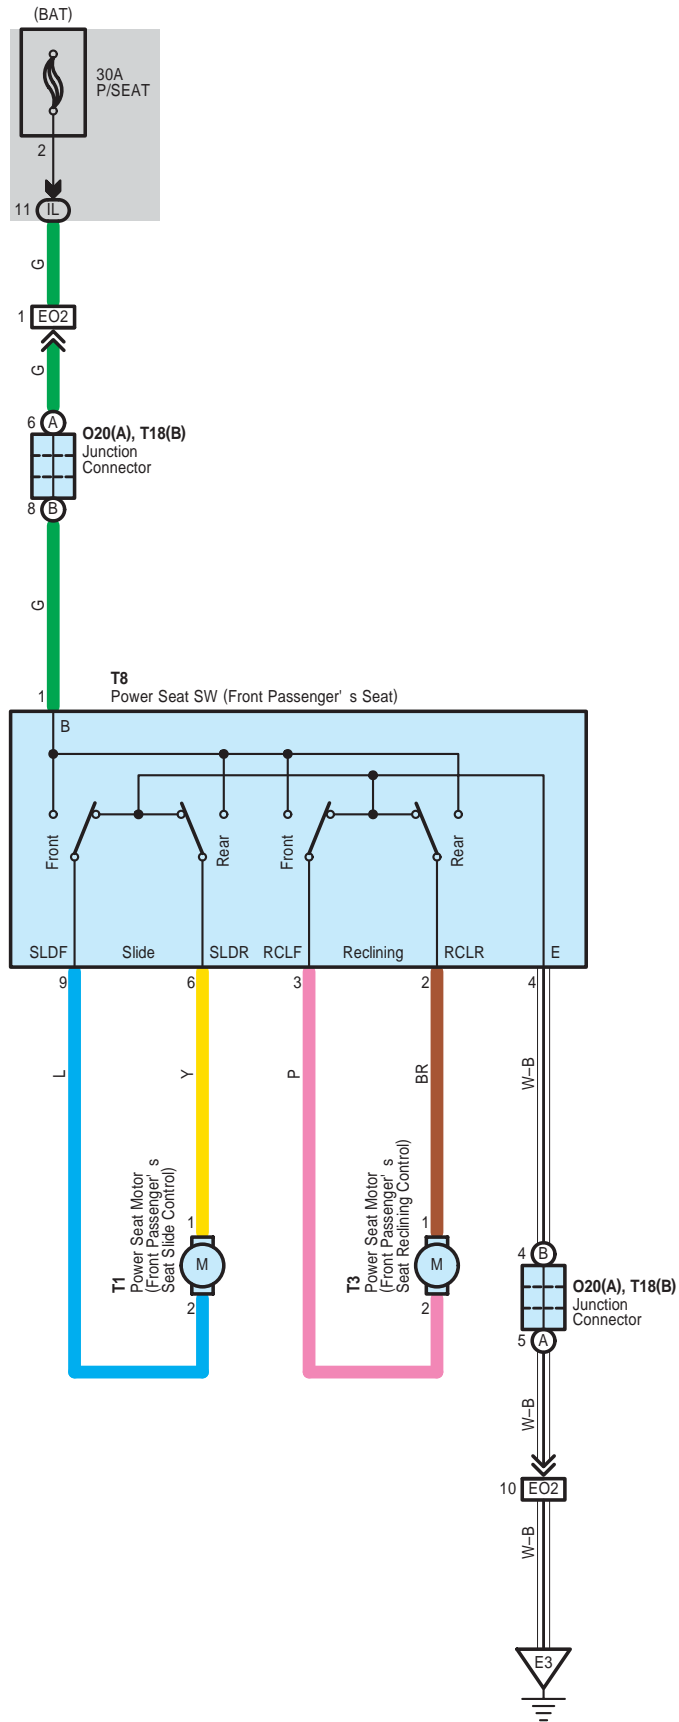 (BAT)
30A
P/SEAT
2
11 IL
G
1 EO2
G
6 A
O20(A), T18(B)
Junction
Connector
8 B
G
T8
1 Power Seat SW (Front Passenger' s Seat)
B
Front
Rear
Front
Rear
SLDF Slide SLDR RCLF Reclining RCLR E
9 6 3 2 4
L
Y
P
BR
W–B
T1
Power Seat Motor
(Front Passenger' s
Seat Slide Control)
1
M
2
T3
Power Seat Motor
(Front Passenger' s
Seat Reclining Control)
1
M
2
4 B
O20(A), T18(B)
Junction
Connector
5 A
W–B
10 EO2
W–B
E3